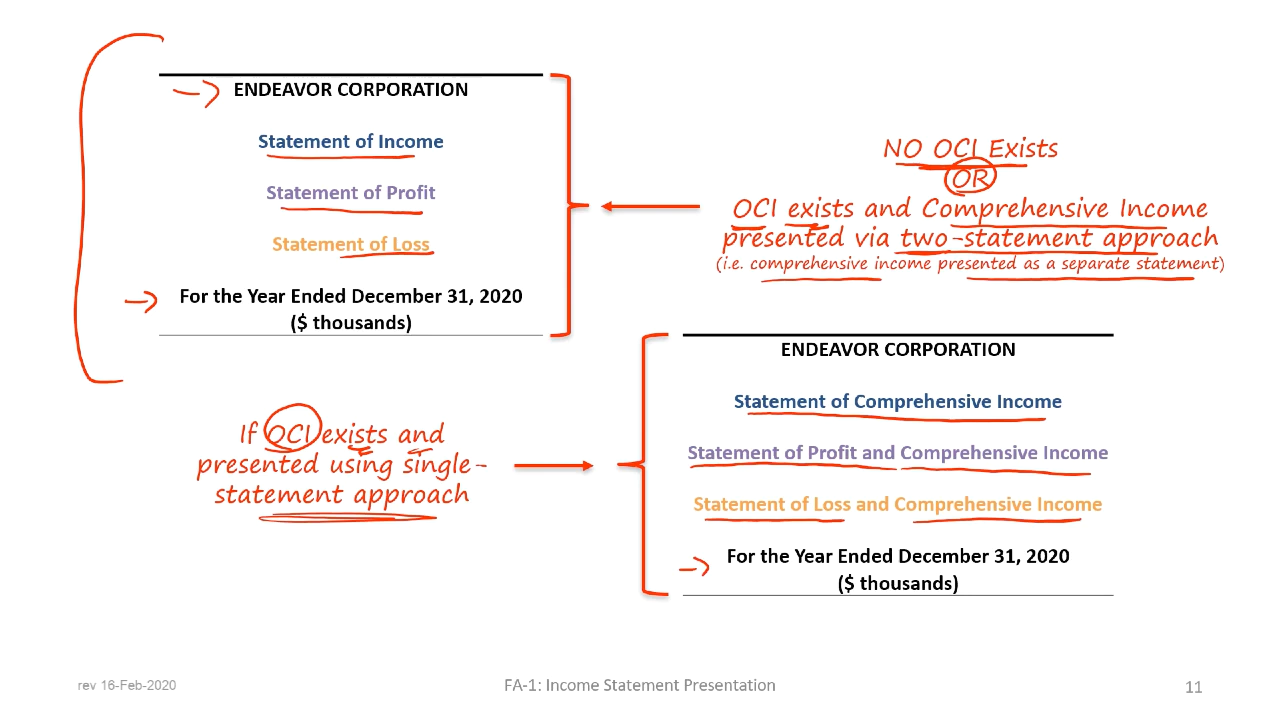 ENDEAVOR CORPORATION
Statement of Income
Statement of Profit
Statement of Loss
For the Year Ended December 31, 2020
($ thousands)
NO OCI Exists
OR
OCI exists and Comprehensive Income
presented via two-statement approach
(i.e. comprehensive income presented as a separate statement)
If OCI exists and
presented using single-
statement approach
ENDEAVOR CORPORATION
Statement of Comprehensive Income
Statement of Profit and Comprehensive Income
Statement of Loss and Comprehensive Income
For the Year Ended December 31, 2020
($ thousands)
rev 16-Feb-2020
FA-1: Income Statement Presentation
11